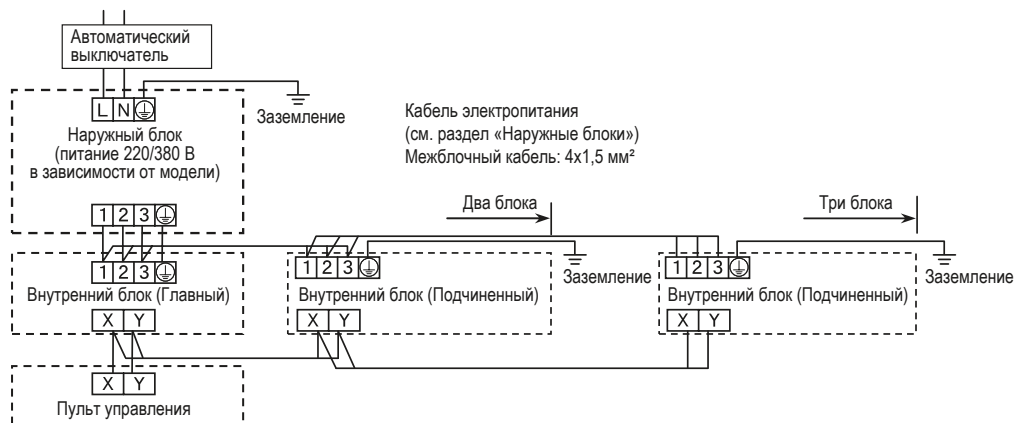 Автоматический
выключатель
L N
Заземление
Наружный блок
(питание 220/380 В
в зависимости от модели)
Кабель электропитания
(см. раздел «Наружные блоки»)
Межблочный кабель: 4x1,5 мм²
Два блока
Три блока
1 2 3
1 2 3
Внутренний блок (Главный)
X Y
1 2 3
Заземление
Внутренний блок (Подчиненный)
X Y
1 2 3
Заземление
Внутренний блок (Подчиненный)
X Y
X Y
Пульт управления